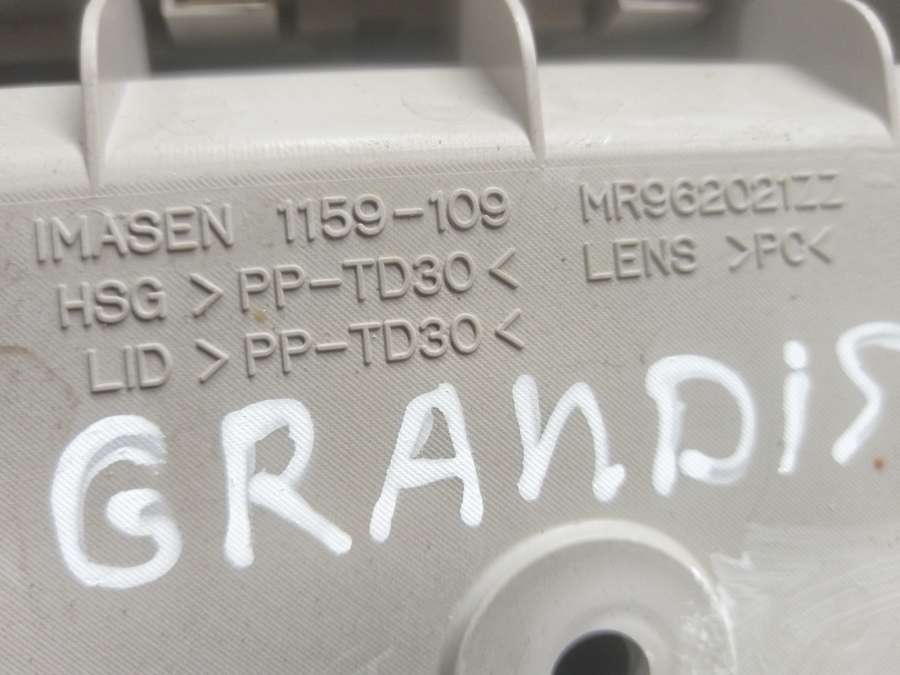 IMASEN 1159-109 MR962021ZZ
HSG >PP-TD30< LENS >PC<
LID >PP-TD30<
GRANDIS